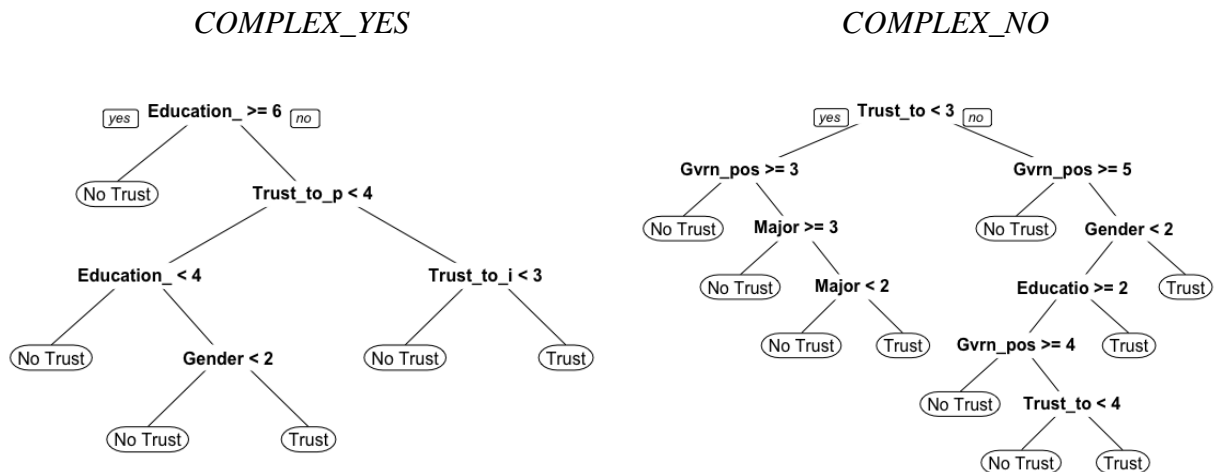 COMPLEX_YES
yes
Education_ >= 6
no
No Trust
Trust_to_p < 4
Education_ < 4
Trust_to_i < 3
No Trust
Gender < 2
No Trust
Trust
No Trust
Trust
COMPLEX_NO
yes
Trust_to < 3
no
Gvrn_pos >= 3
Gvrn_pos >= 5
No Trust
Major >= 3
No Trust
Gender < 2
No Trust
Major < 2
Educatio >= 2
Trust
No Trust
Trust
Gvrn_pos >= 4
Trust
No Trust
Trust_to < 4
No Trust
Trust